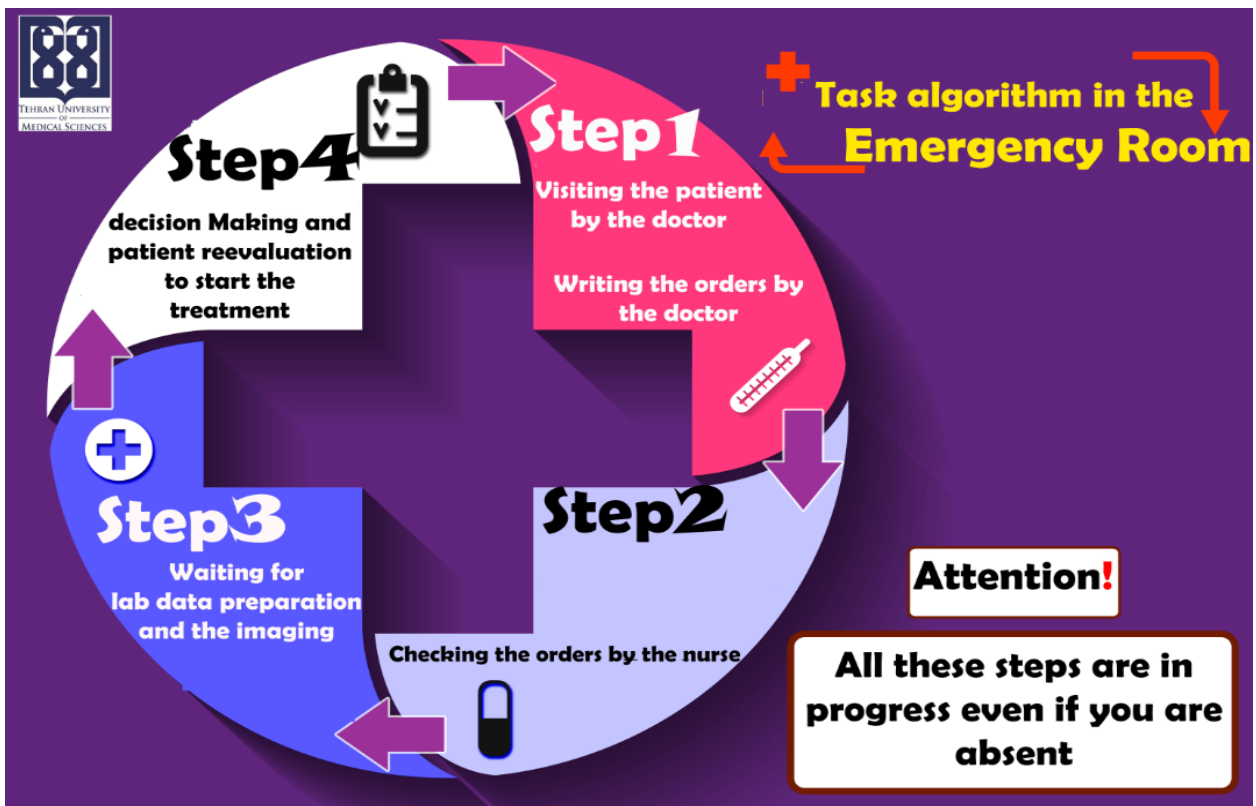 TEHRAN UNIVERSITY
OF
MEDICAL SCIENCES
Task algorithm in the
Emergency Room
Step1
Visiting the patient
by the doctor
Writing the orders by
the doctor
Step2
Checking the orders by the nurse
Step3
Waiting for
lab data preparation
and the imaging
Step4
decision Making and
patient reevaluation
to start the
treatment
Attention!
All these steps are in
progress even if you are
absent